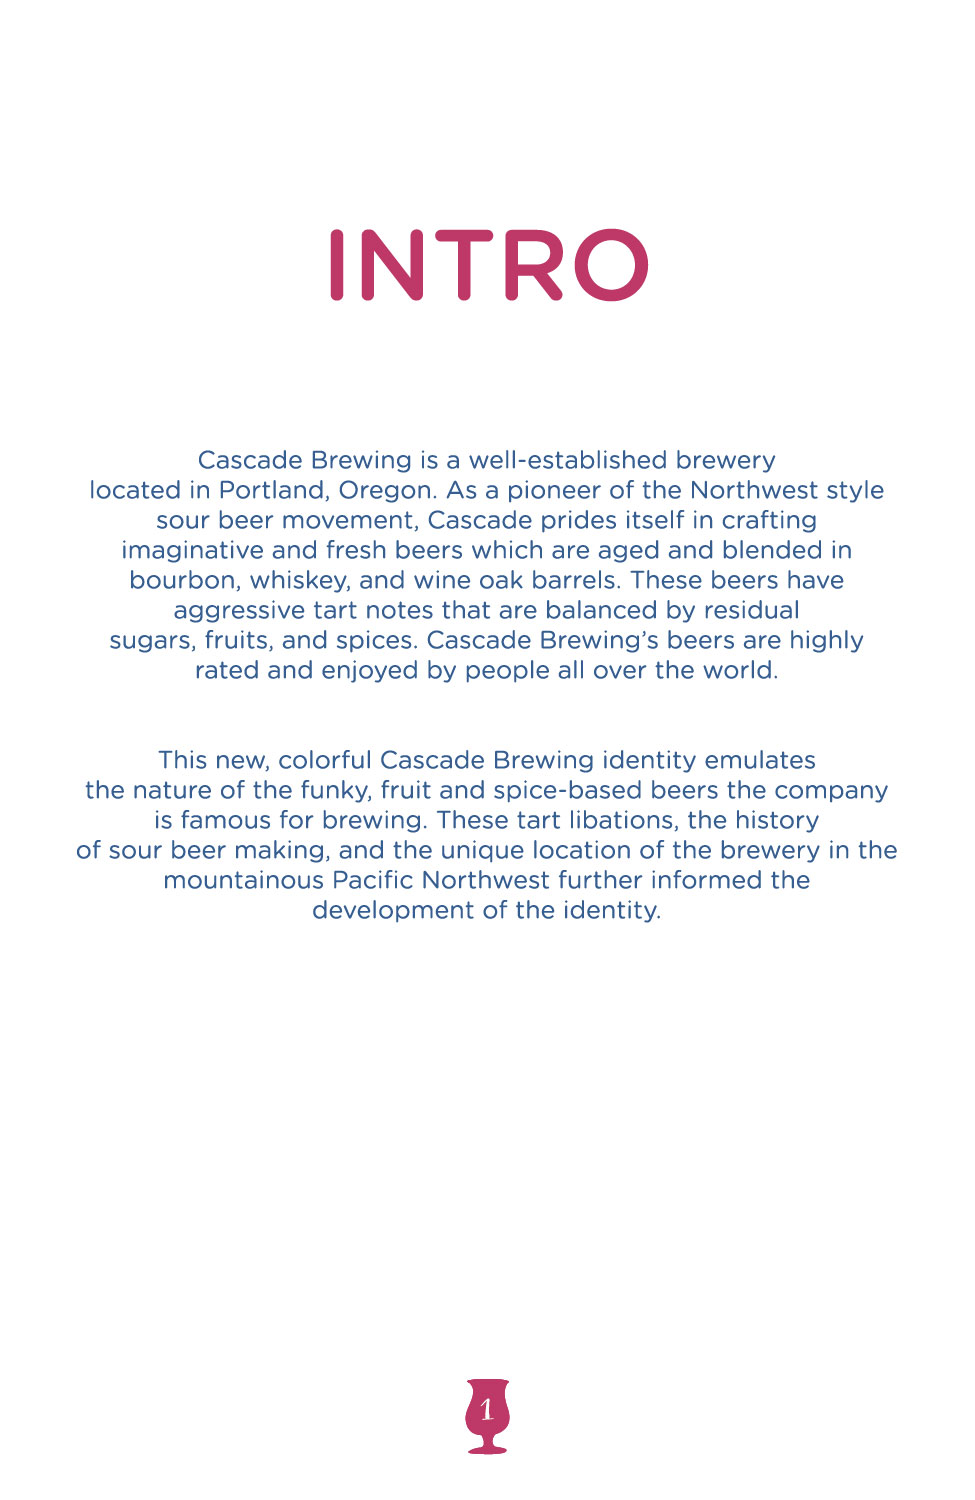 INTRO
Cascade Brewing is a well-established brewery
located in Portland, Oregon. As a pioneer of the Northwest style
sour beer movement, Cascade prides itself in crafting
imaginative and fresh beers which are aged and blended in
bourbon, whiskey, and wine oak barrels. These beers have
aggressive tart notes that are balanced by residual
sugars, fruits, and spices. Cascade Brewing’s beers are highly
rated and enjoyed by people all over the world.
This new, colorful Cascade Brewing identity emulates
the nature of the funky, fruit and spice-based beers the company
is famous for brewing. These tart libations, the history
of sour beer making, and the unique location of the brewery in the
mountainous Pacific Northwest further informed the
development of the identity.
1